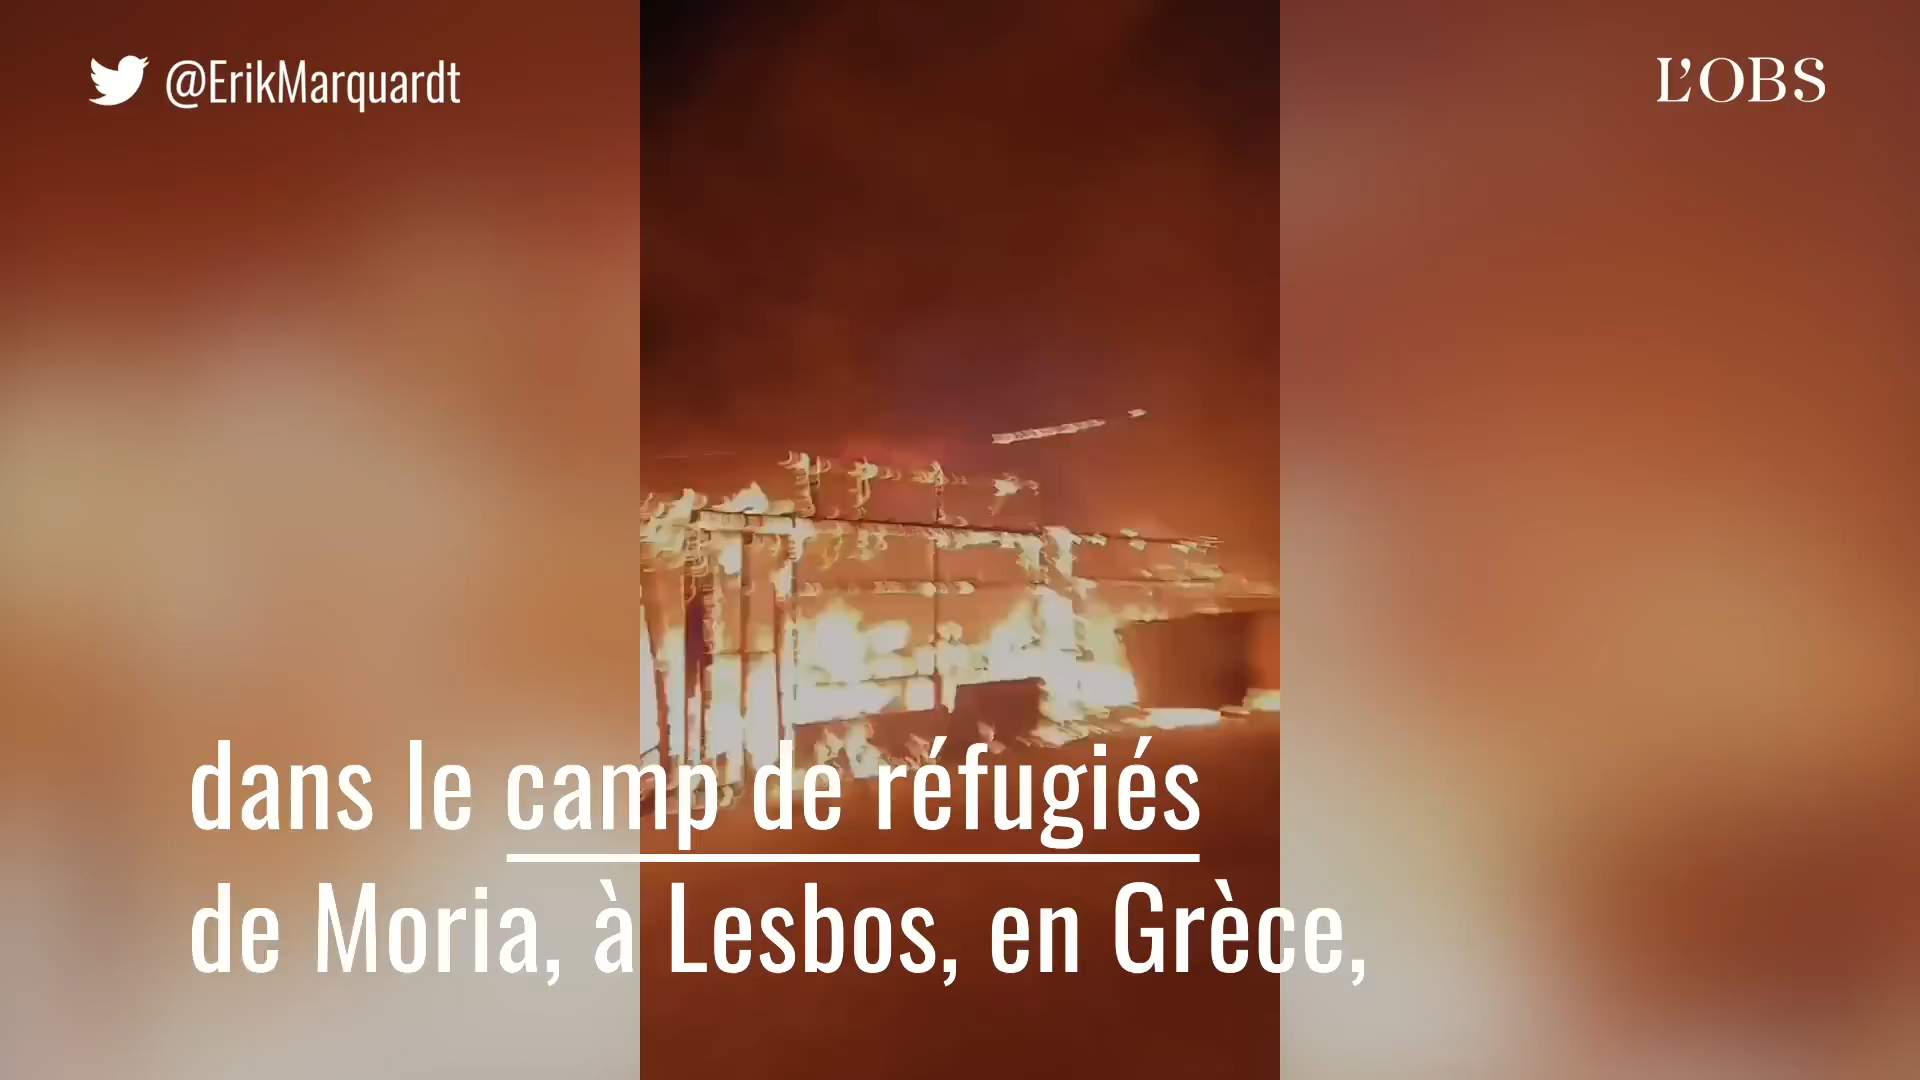 @ErikMarquardt
L'OBS
dans le camp de réfugiés
de Moria, à Lesbos, en Grèce,